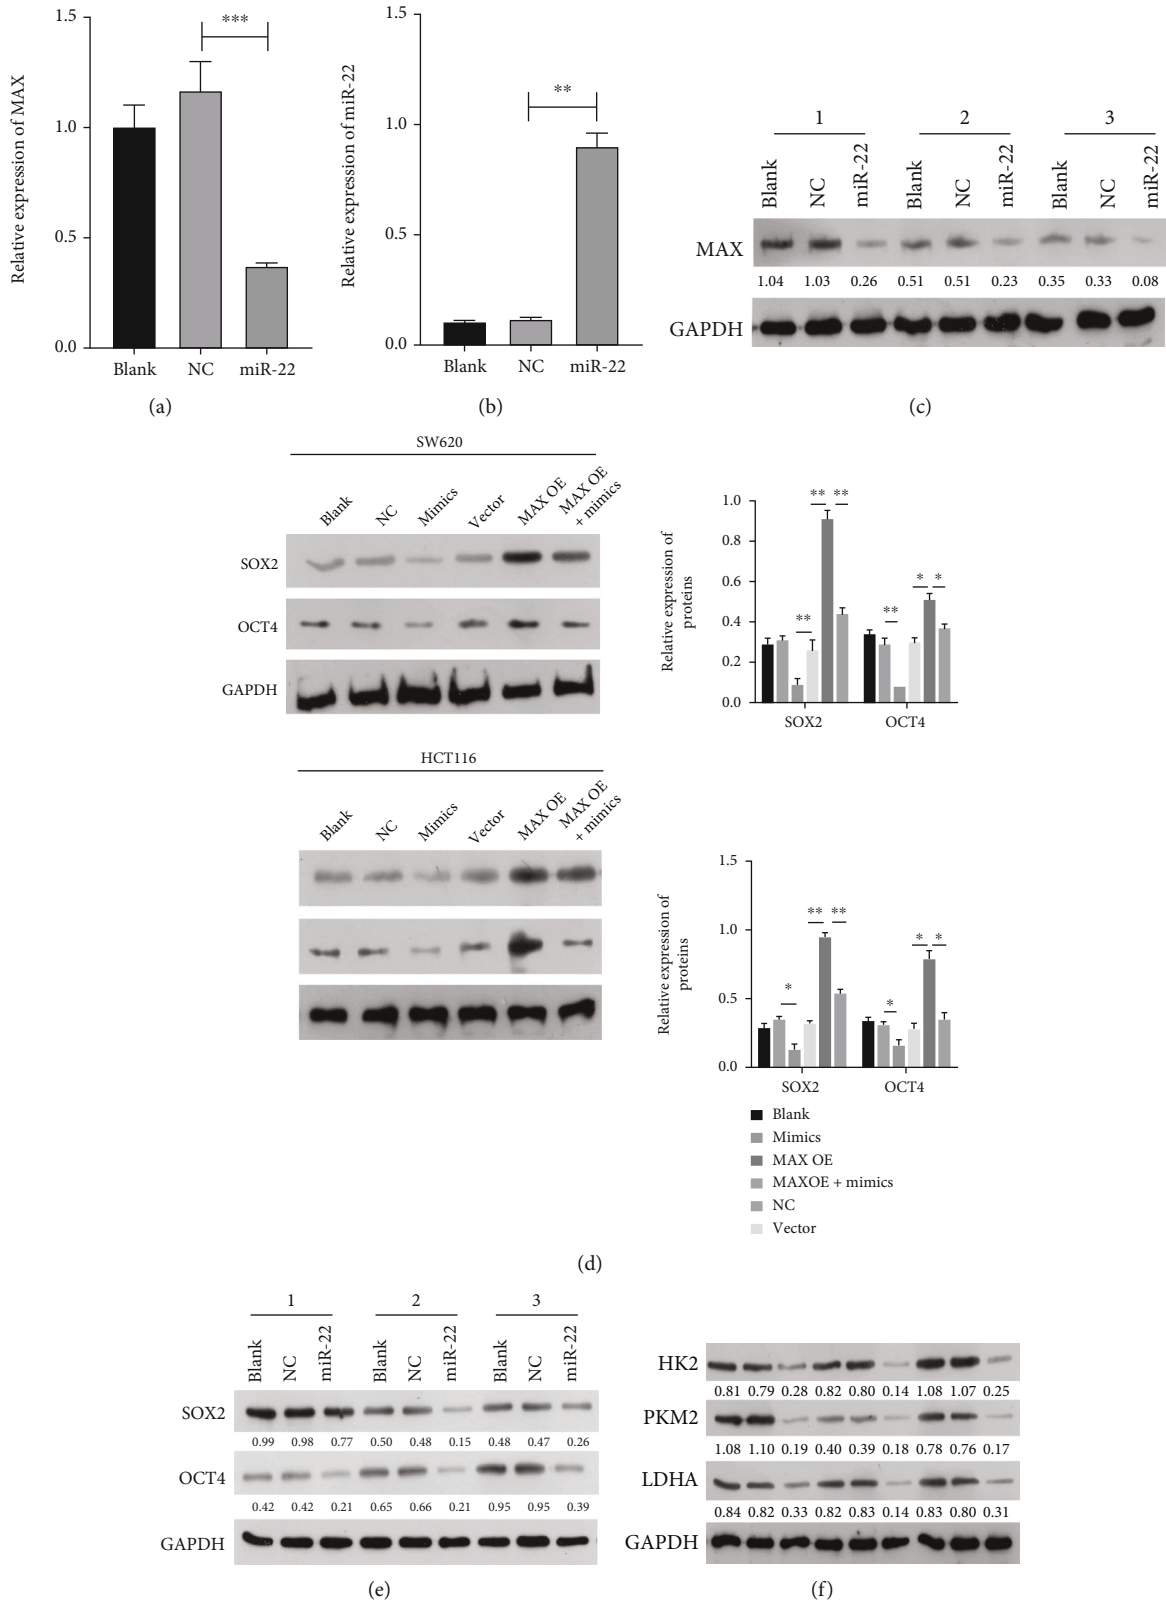 1.5
1.0
0.5
0.0
Relative expression of MAX
***
Blank NC miR-22
(a)
1.5
1.0
0.5
0.0
Relative expression of miR-22
**
Blank NC miR-22
(b)
1 2 3
Blank NC miR-22 Blank NC miR-22 Blank NC miR-22
MAX
1.04 1.03 0.26 0.51 0.51 0.23 0.35 0.33 0.08
GAPDH
(c)
SW620
Blank NC Mimics Vector MAX OE MAX OE + mimics
SOX2
OCT4
GAPDH
1.0
0.8
0.6
0.4
0.2
0.0
Relative expression of
proteins
** ** ** ** * *
SOX2 OCT4
HCT116
Blank NC Mimics Vector MAX OE MAX OE + mimics
1.5
1.0
0.5
0.0
Relative expression of
proteins
* ** ** * * *
SOX2 OCT4
Blank
Mimics
MAX OE
MAXOE + mimics
NC
Vector
(d)
1 2 3
Blank NC miR-22 Blank NC miR-22 Blank NC miR-22
SOX2
0.99 0.98 0.77 0.50 0.48 0.15 0.48 0.47 0.26
OCT4
0.42 0.42 0.21 0.65 0.66 0.21 0.95 0.95 0.39
GAPDH
(e)
HK2
0.81 0.79 0.28 0.82 0.80 0.14 1.08 1.07 0.25
PKM2
1.08 1.10 0.19 0.40 0.39 0.18 0.78 0.76 0.17
LDHA
0.84 0.82 0.33 0.82 0.83 0.14 0.83 0.80 0.31
GAPDH
(f)